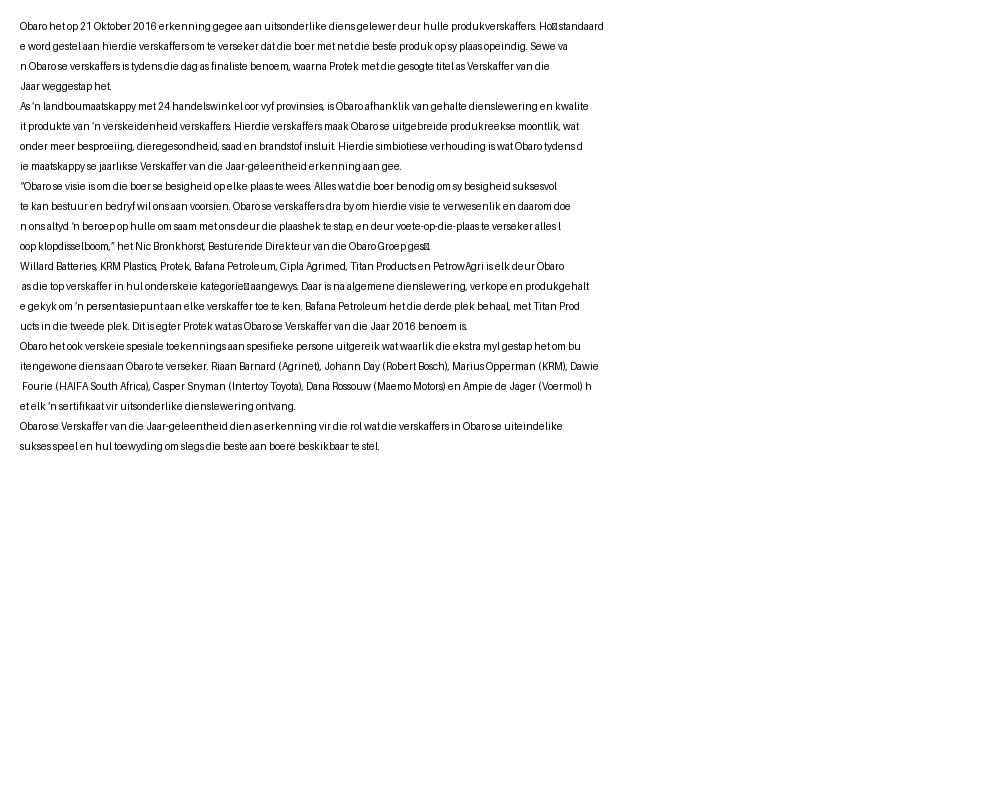 Obaro het op 21 Oktober 2016 erkenning gegee aan uitsonderlike diens gelewer deur hulle produkverskaffers. Ho▯ standaard
e word gestel aan hierdie verskaffers om te verseker dat die boer met net die beste produk op sy plaas opeindig. Sewe va
n Obaro se verskaffers is tydens die dag as finaliste benoem, waarna Protek met die gesogte titel as Verskaffer van die
Jaar weggestap het.
As ’n landboumaatskappy met 24 handelswinkel oor vyf provinsies, is Obaro afhanklik van gehalte dienslewering en kwalite
it produkte van ’n verskeidenheid verskaffers. Hierdie verskaffers maak Obaro se uitgebreide produkreekse moontlik, wat
onder meer besproeiing, dieregesondheid, saad en brandstof insluit. Hierdie simbiotiese verhouding is wat Obaro tydens d
ie maatskappy se jaarlikse Verskaffer van die Jaar-geleentheid erkenning aan gee.
“Obaro se visie is om die boer se besigheid op elke plaas te wees. Alles wat die boer benodig om sy besigheid suksesvol
te kan bestuur en bedryf wil ons aan voorsien. Obaro se verskaffers dra by om hierdie visie te verwesenlik en daarom doe
n ons altyd ’n beroep op hulle om saam met ons deur die plaashek te stap, en deur voete-op-die-plaas te verseker alles l
oop klopdisselboom,” het Nic Bronkhorst, Besturende Direkteur van die Obaro Groep ges▯.
Willard Batteries, KRM Plastics, Protek, Bafana Petroleum, Cipla Agrimed, Titan Products en PetrowAgri is elk deur Obaro
as die top verskaffer in hul onderskeie kategorie▯ aangewys. Daar is na algemene dienslewering, verkope en produkgehalt
e gekyk om ’n persentasiepunt aan elke verskaffer toe te ken. Bafana Petroleum het die derde plek behaal, met Titan Prod
ucts in die tweede plek. Dit is egter Protek wat as Obaro se Verskaffer van die Jaar 2016 benoem is.
Obaro het ook verskeie spesiale toekennings aan spesifieke persone uitgereik wat waarlik die ekstra myl gestap het om bu
itengewone diens aan Obaro te verseker. Riaan Barnard (Agrinet), Johann Day (Robert Bosch), Marius Opperman (KRM), Dawie
Fourie (HAIFA South Africa), Casper Snyman (Intertoy Toyota), Dana Rossouw (Maemo Motors) en Ampie de Jager (Voermol) h
et elk ’n sertifikaat vir uitsonderlike dienslewering ontvang.
Obaro se Verskaffer van die Jaar-geleentheid dien as erkenning vir die rol wat die verskaffers in Obaro se uiteindelike
sukses speel en hul toewyding om slegs die beste aan boere beskikbaar te stel.